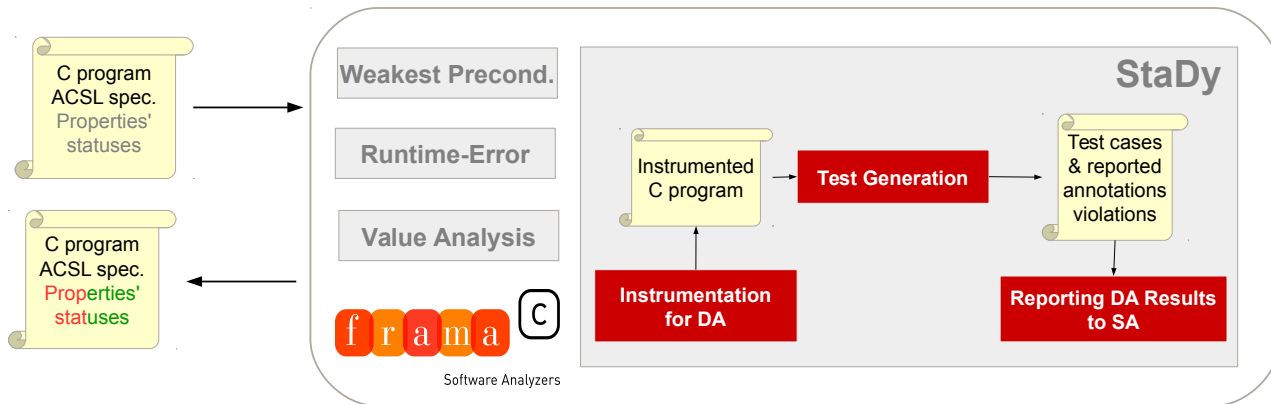 C program
ACSL spec.
Properties'
statuses
C program
ACSL spec.
Properties'
statuses
Weakest Precond.
Runtime-Error
Value Analysis
frama
C
Software Analyzers
StaDy
Instrumented
C program
Test Generation
Test cases
& reported
annotations
violations
Instrumentation
for DA
Reporting DA Results
to SA